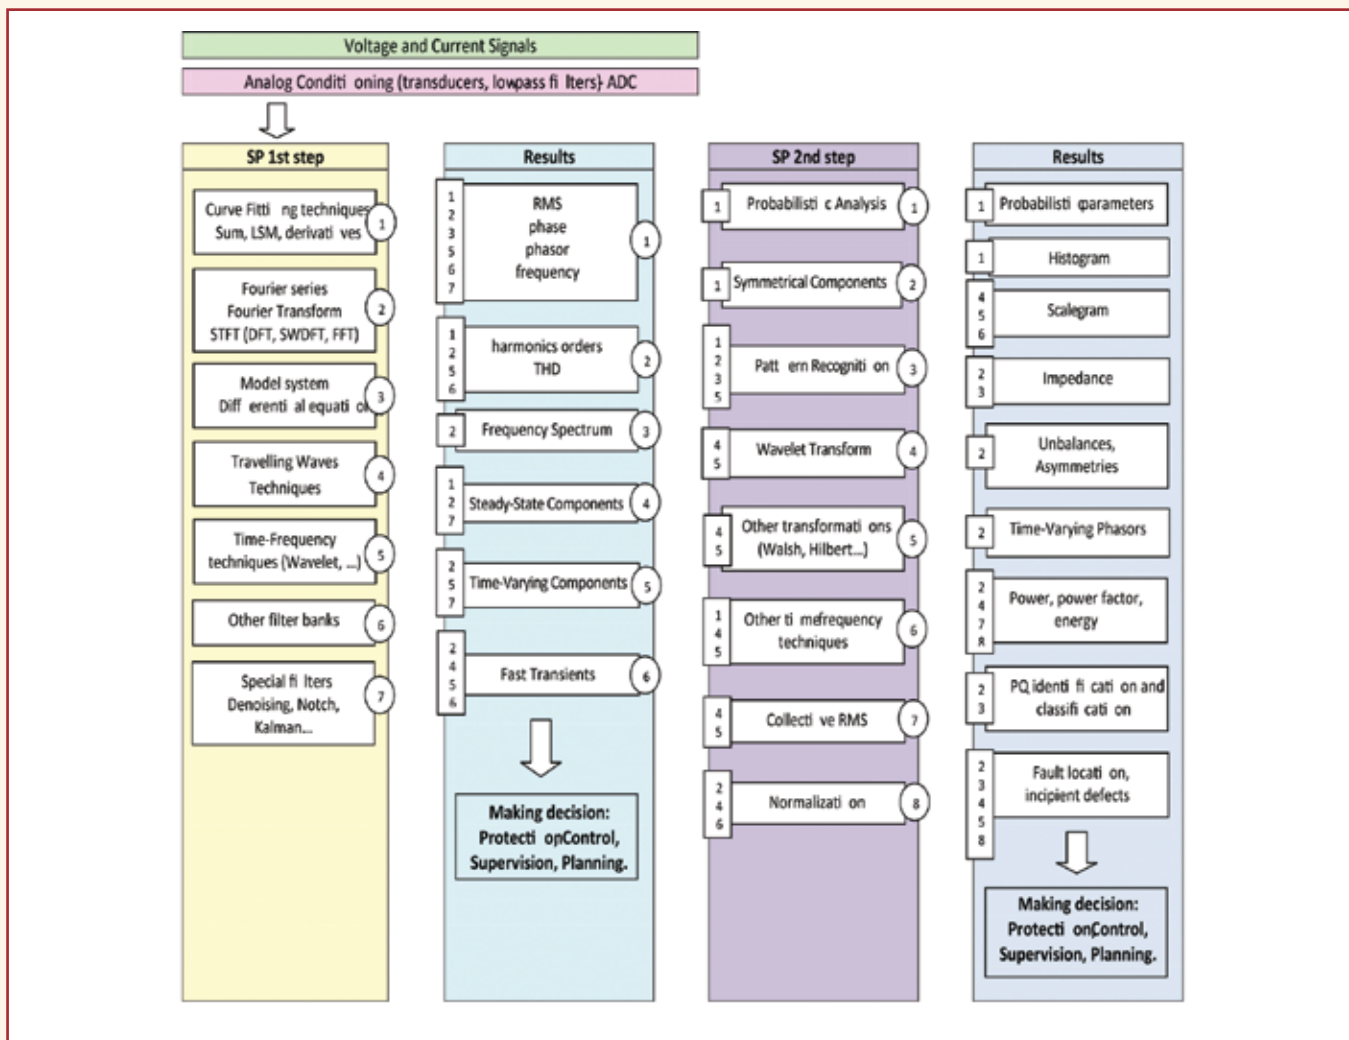 Voltage and Current Signals
Analog Conditi oning (transducers, lowpass fi lters) ADC
SP 1st step
Curve Fitti ng techniques
Sum, LSM, derivati ves
1
Fourier series
Fourier Transform
STFT (DFT, SWDFT, FFT)
2
Model system
Diff erenti al equati on
3
Travelling Waves
Techniques
4
Time-Frequency
techniques (Wavelet, ...)
5
Other filter banks
6
Special fi lters
Denoising, Notch,
Kalman...
7
Results
1
2
3
5
6
7
RMS
phase
phasor
frequency
1
1
2
5
6
harmonics orders
THD
2
2
Frequency Spectrum
3
1
2
7
Steady-State Components
4
2
5
7
Time-Varying Components
5
2
4
5
6
Fast Transients
6
Making decision:
Protecti on,Control,
Supervision, Planning.
SP 2nd step
1
Probabilisti c Analysis
1
1
Symmetrical Components
2
1
2
3
5
Patt ern Recogniti on
3
4
5
Wavelet Transform
4
4
5
Other transformati ons
(Walsh, Hilbert...)
5
1
4
5
Other ti mefrequency
techniques
6
4
5
Collecti ve RMS
7
2
4
6
Normalizati on
8
Results
1
Probabilisti cparameters
1
Histogram
4
5
6
Scalegram
2
3
Impedance
2
Unbalances,
Asymmetries
2
Time-Varying Phasors
2
4
7
8
Power, power factor,
energy
2
3
PQ identi fi cati on and
classifi cati on
2
3
4
5
8
Fault locati on,
incipient defects
Making decision:
Protecti on,Control,
Supervision, Planning.